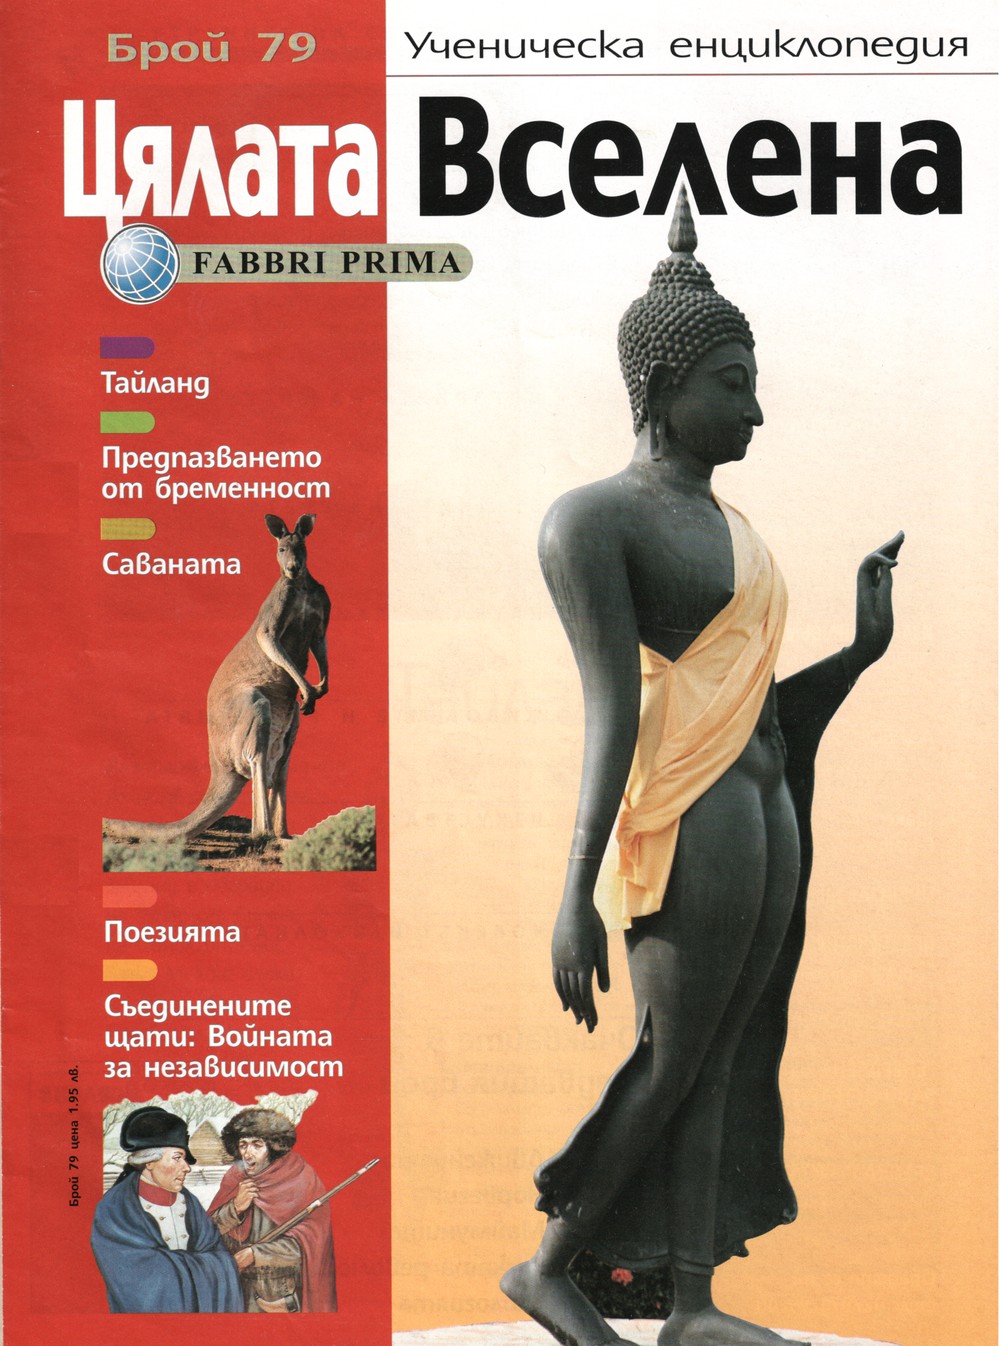 Брой 79
Ученическа енциклопедия
Цялата Вселена
FABBRI PRIMA
Тайланд
Предпазването
от бременност
Саваната
Поезията
Съединените
щати: Войната
за независимост
Брой 79 цена 1.95 лв.